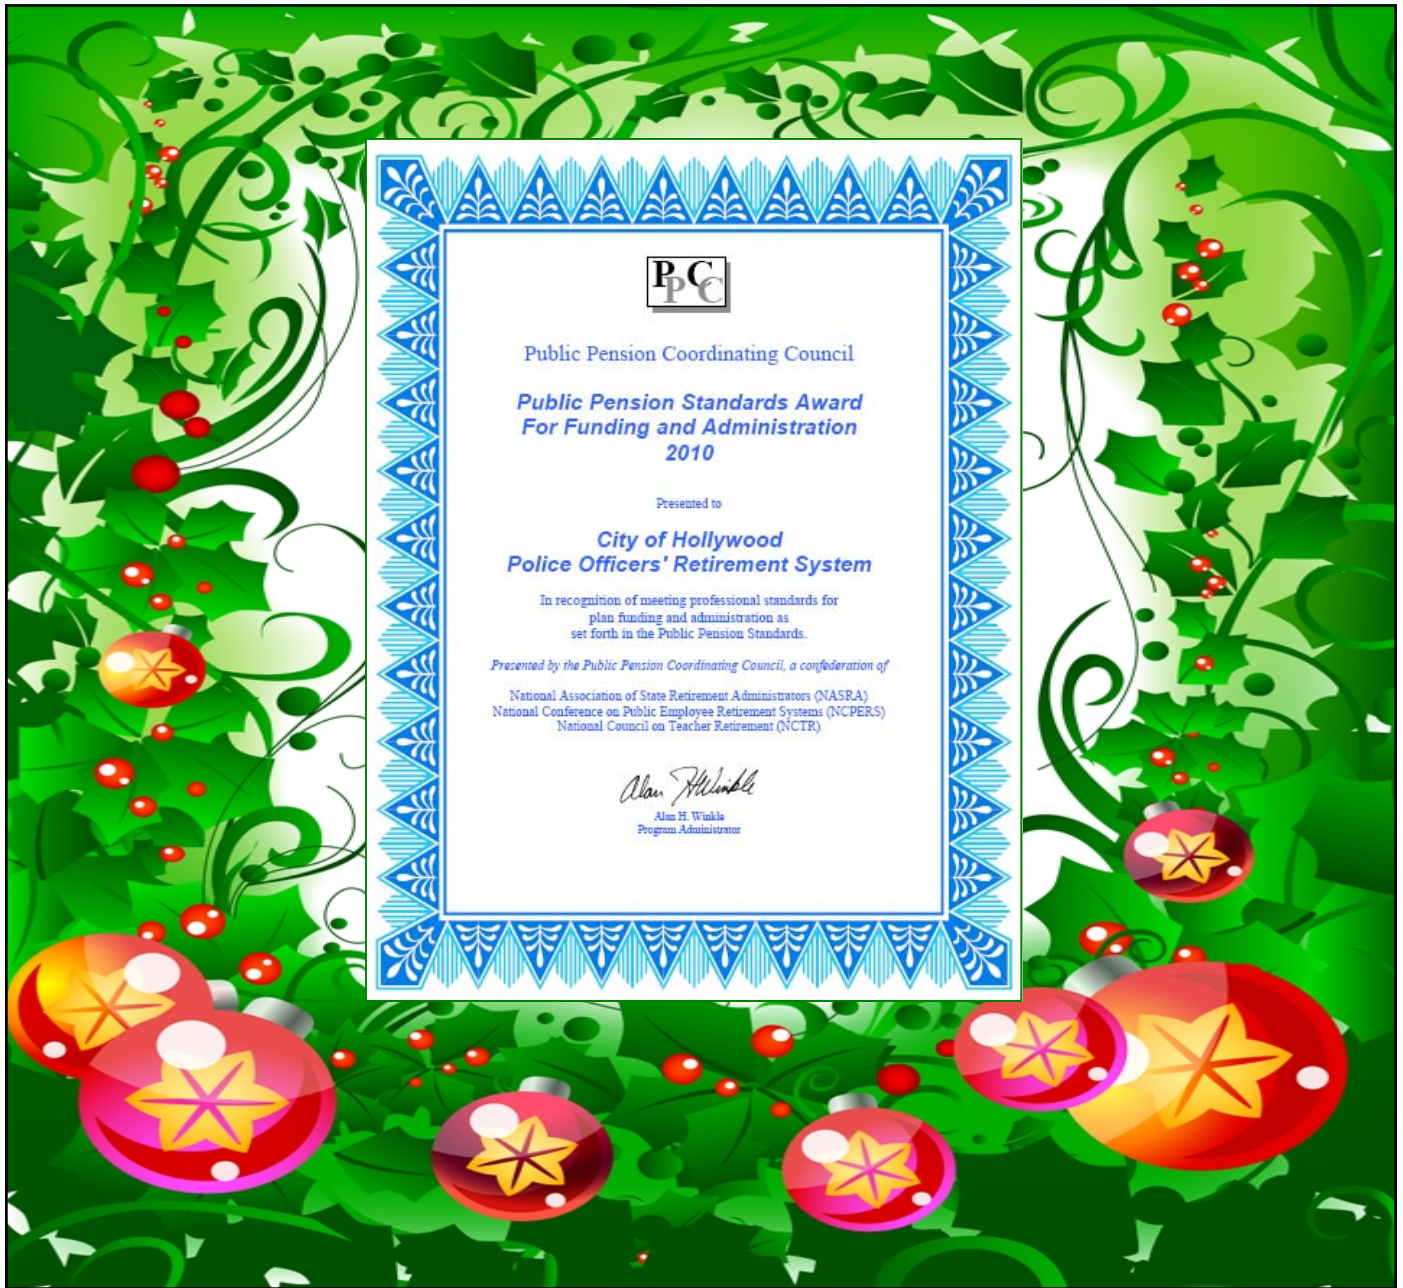 PPCC
Public Pension Coordinating Council
Public Pension Standards Award
For Funding and Administration
2010
Presented to
City of Hollywood
Police Officers' Retirement System
In recognition of meeting professional standards for
plan funding and administration as
set forth in the Public Pension Standards.
Presented by the Public Pension Coordinating Council, a confederation of
National Association of State Retirement Administrators (NASRA)
National Conference on Public Employee Retirement Systems (NCPERS)
National Council on Teacher Retirement (NCTR)
Alan H Winkle
Alan H. Winkle
Program Administrator